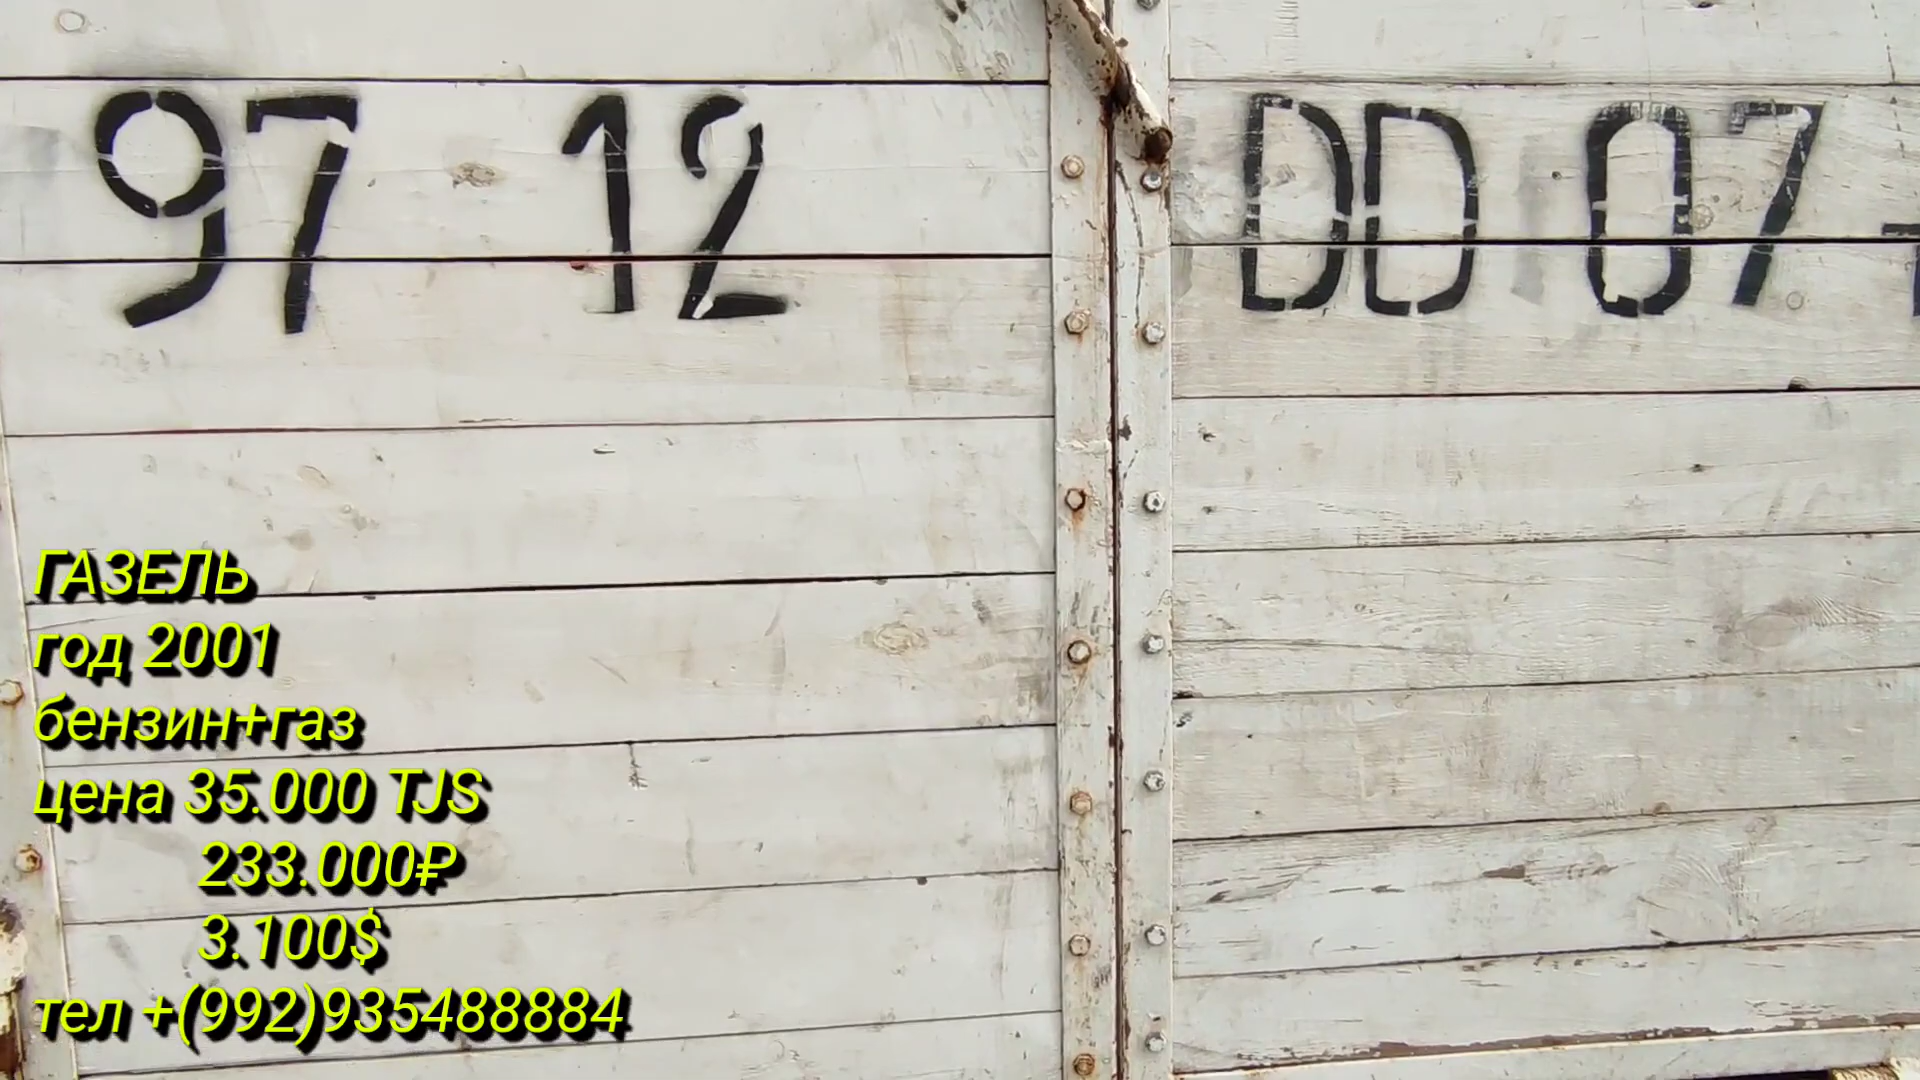 97 12 DD 07
ГАЗЕЛЬ
год 2001
бензин+газ
цена 35.000 TJS
233.000₽
3.100$
тел +(992)935488884